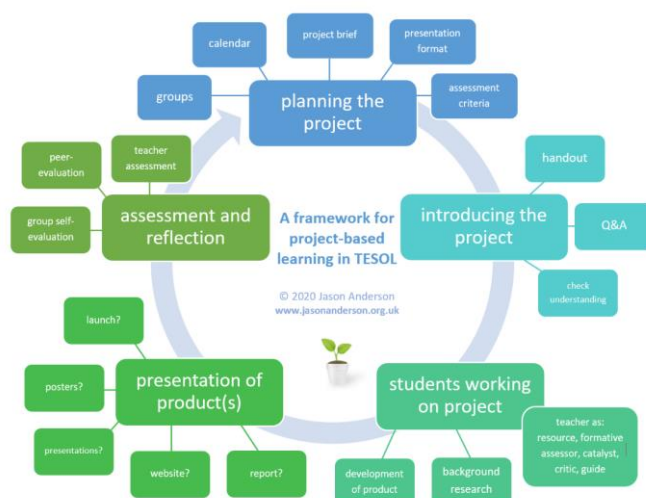 project brief
presentation
format
calendar
assessment
criteria
groups
planning the
project
peer-
evaluation
teacher
assessment
group self-
evaluation
assessment and
reflection
A framework for
project-based
learning in TESOL
© 2020 Jason Anderson
www.jasonanderson.org.uk
handout
introducing the
project
Q&A
check
understanding
launch?
posters?
presentations?
presentation of
product(s)
website?
report?
students working
on project
development
of product
background
research
teacher as:
resource, formative
assessor, catalyst,
critic, guide